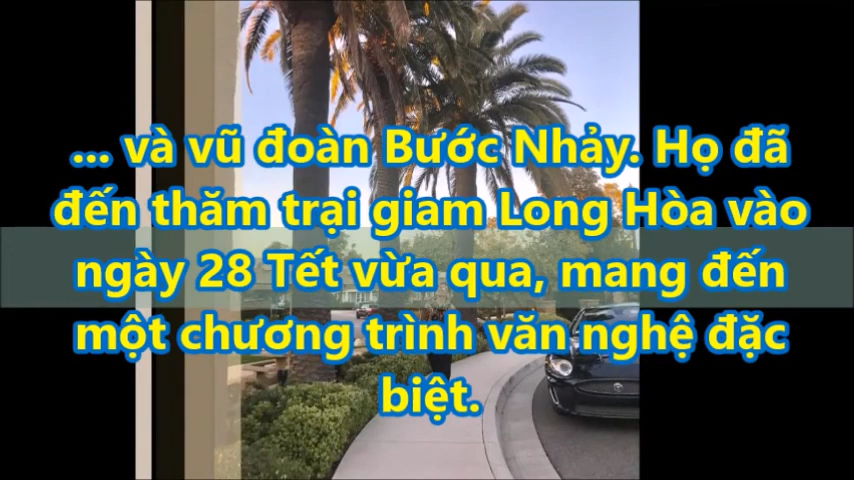 ... và vũ đoàn Bước Nhảy. Họ đã
đến thăm trại giam Long Hòa vào
ngày 28 Tết vừa qua, mang đến
một chương trình văn nghệ đặc
biệt.